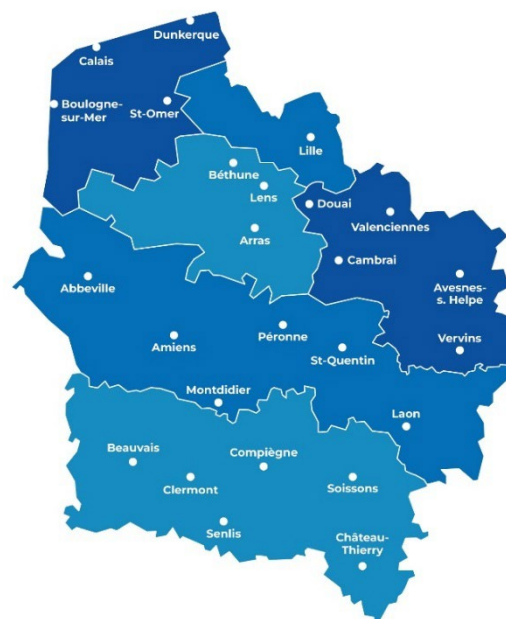 Dunkerque
Calais
Boulogne-
sur-Mer
St-Omer
Lille
Béthune
Lens
Douai
Valenciennes
Arras
Cambrai
Abbeville
Avesnes-
s. Helpe
Péronne
Amiens
St-Quentin
Vervins
Montdidier
Laon
Beauvais
Compiègne
Clermont
Soissons
Senlis
Château-
Thierry